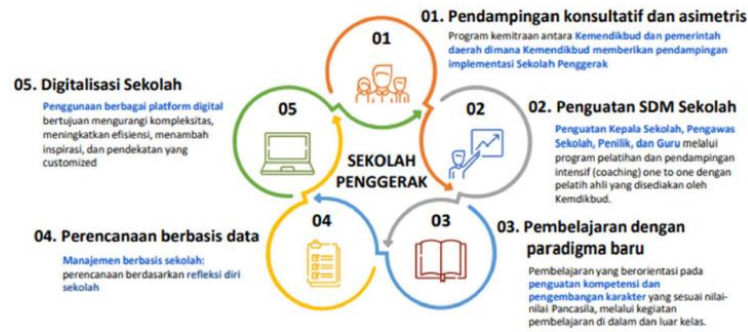 01. Pendampingan konsultatif dan asimetris
Program kemitraan antara Kemendikbud dan pemerintah
daerah dimana Kemendikbud memberikan pendampingan
implementasi Sekolah Penggerak
01
05. Digitalisasi Sekolah
Penggunaan berbagai platform digital
bertujuan mengurangi kompleksitas,
meningkatkan efisiensi, menambah
inspirasi, dan pendekatan yang
customized
05
02
02. Penguatan SDM Sekolah
Penguatan Kepala Sekolah, Pengawas
Sekolah, Penilik, dan Guru melalui
program pelatihan dan pendampingan
intensif (coaching) one to one dengan
pelatih ahli yang disediakan oleh
Kemdikbud.
SEKOLAH
PENGGERAK
04. Perencanaan berbasis data
Manajemen berbasis sekolah:
perencanaan berdasarkan refleksi diri
sekolah
04
03
03. Pembelajaran dengan
paradigma baru
Pembelajaran yang berorientasi pada
penguatan kompetensi dan
pengembangan karakter yang sesuai nilai-
nilai Pancasila, melalui kegiatan
pembelajaran di dalam dan luar kelas.